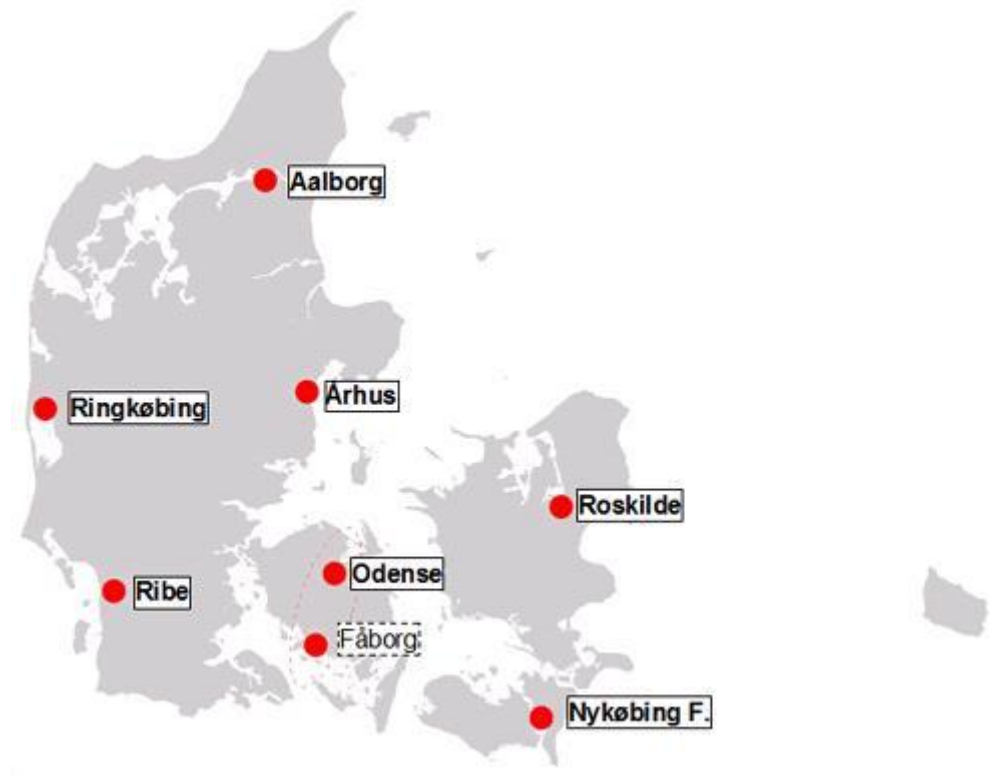 Aalborg
Århus
Ringkøbing
Roskilde
Odense
Ribe
Fåborg
Nykøbing F.